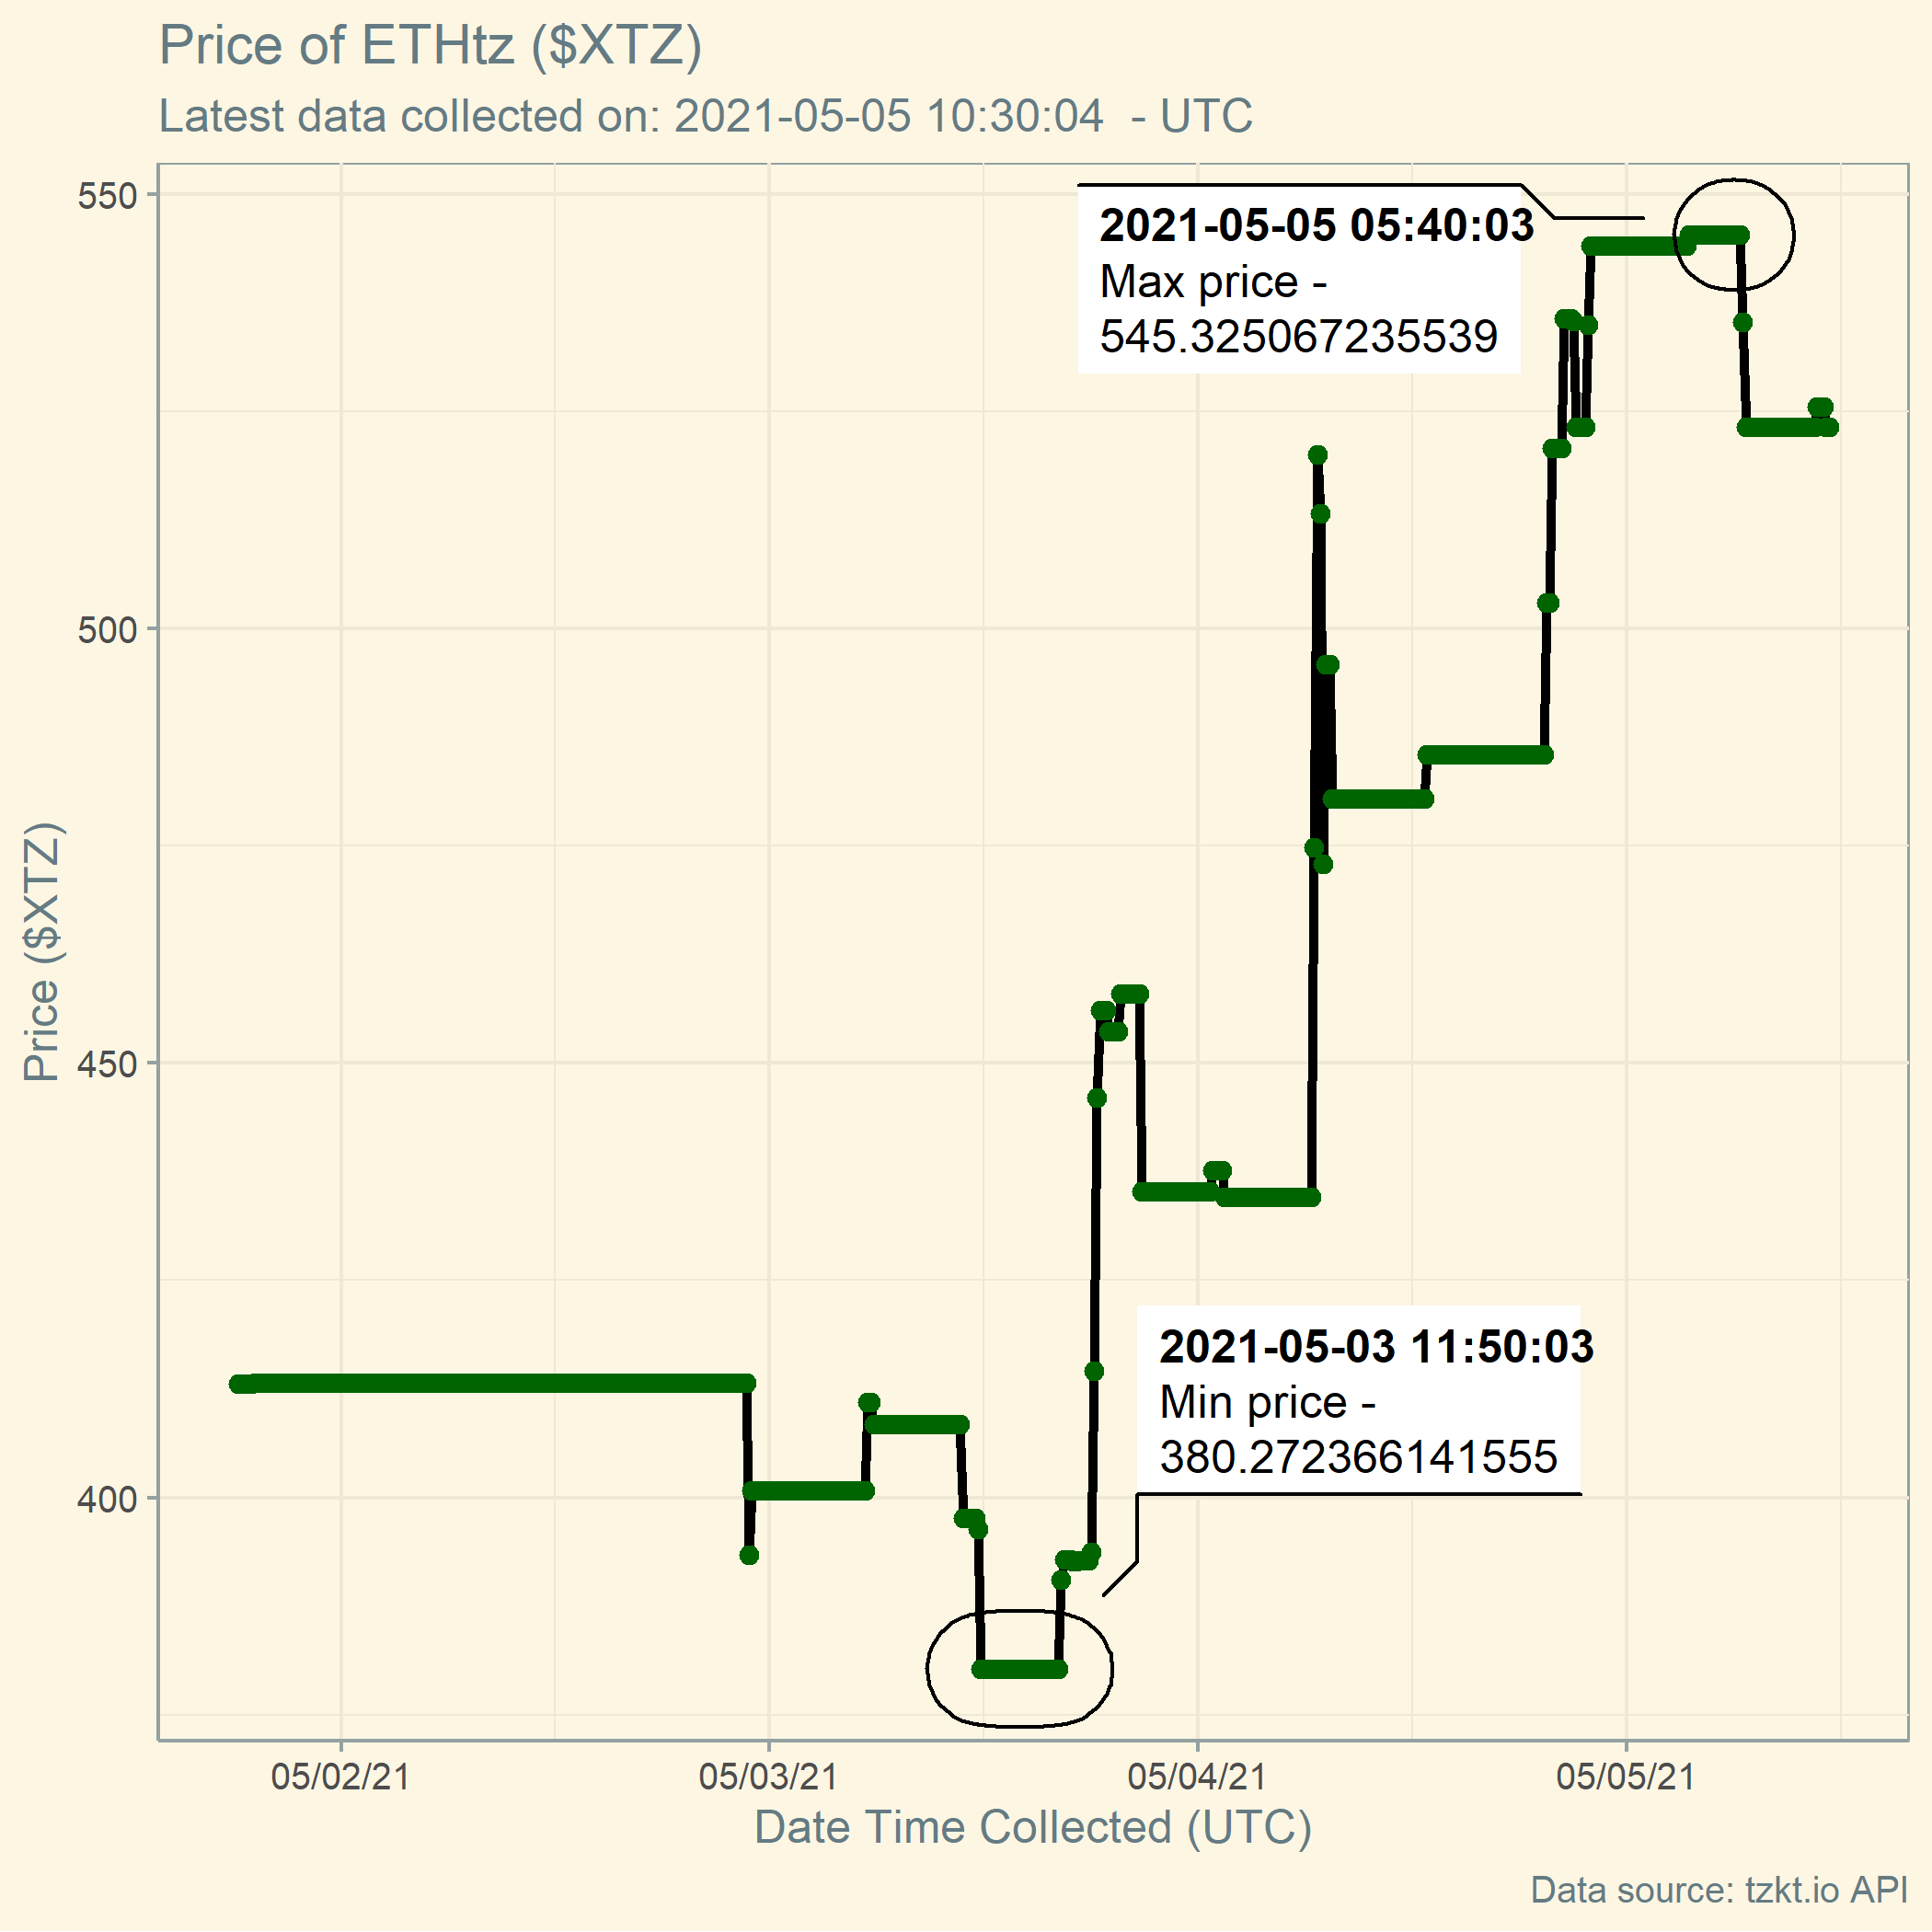 Price of ETHtz ($XTZ)
Latest data collected on: 2021-05-05 10:30:04  - UTC
550
2021-05-05 05:40:03
Max price -
545.325067235539
500
Price ($XTZ)
450
2021-05-03 11:50:03
Min price -
380.272366141555
400
05/02/21
05/03/21
05/04/21
05/05/21
Date Time Collected (UTC)
Data source: tzkt.io API